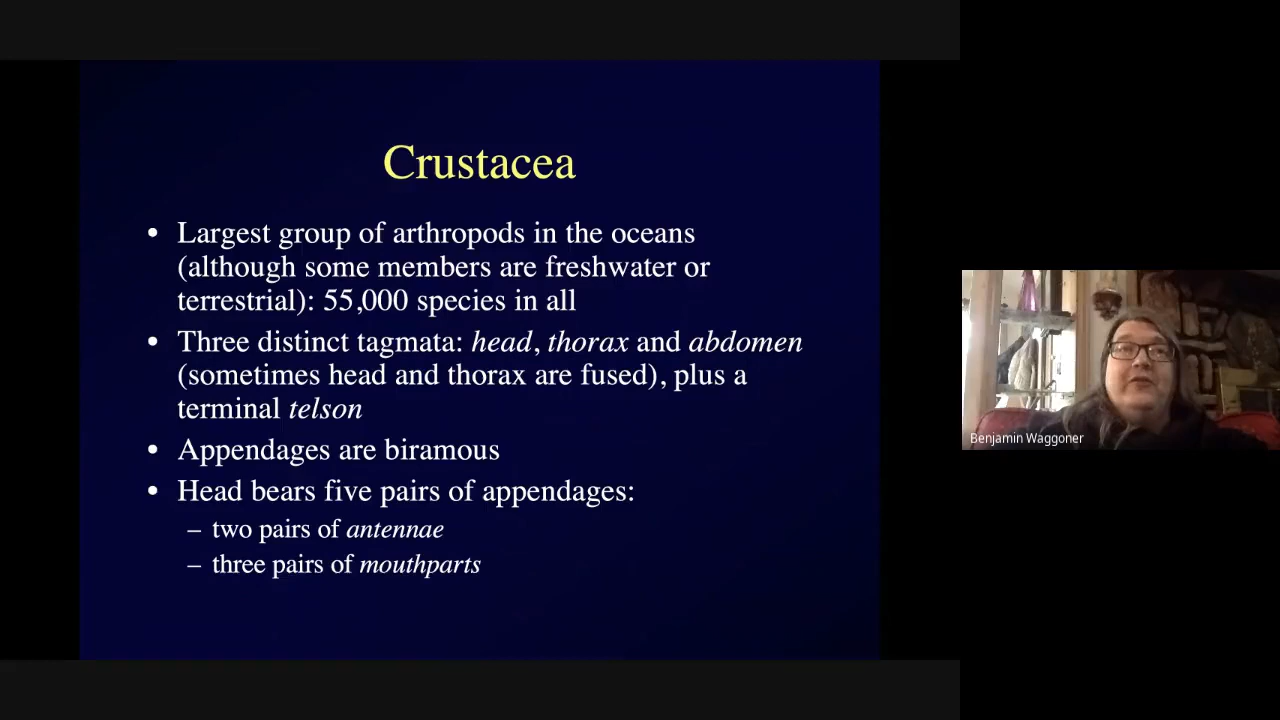 Crustacea
• Largest group of arthropods in the oceans
(although some members are freshwater or
terrestrial): 55,000 species in all
• Three distinct tagmata: head, thorax and abdomen
(sometimes head and thorax are fused), plus a
terminal telson
• Appendages are biramous
• Head bears five pairs of appendages:
– two pairs of antennae
– three pairs of mouthparts
Benjamin Waggoner